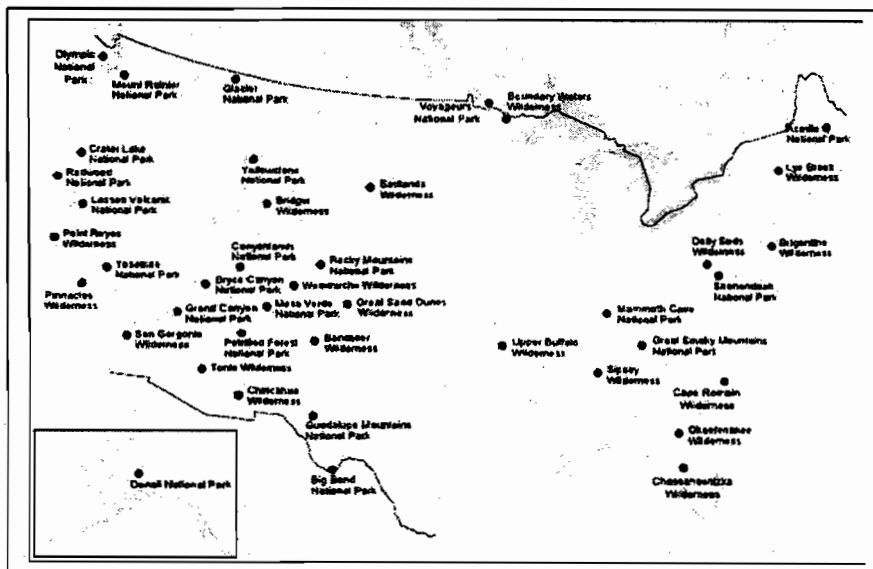 Olympic
National
Park
Mount Rainier
National Park
Glacier
National Park
Voyageurs
National Park
Boundary Waters
Wilderness
Acadia
National Park
Crater Lake
National Park
Redwood
National Park
Yellowstone
National Park
Badlands
Wilderness
Lye Brook
Wilderness
Lassen Volcanic
National Park
Bridger
Wilderness
Point Reyes
Wilderness
Yosemite
National Park
Canyonlands
National Park
Rocky Mountains
National Park
Dolly Sods
Wilderness
Brigantine
Wilderness
Pinnacles
Wilderness
Bryce Canyon
National Park
Weminuche Wilderness
Shenandoah
National Park
Grand Canyon
National Park
Mesa Verde
National Park
Great Sand Dunes
Wilderness
Mammoth Cave
National Park
San Gorgonio
Wilderness
Petrified Forest
National Park
Bandelier
Wilderness
Upper Buffalo
Wilderness
Great Smoky Mountains
National Park
Tonto Wilderness
Sipsey
Wilderness
Chiricahua
Wilderness
Cape Romain
Wilderness
Guadalupe Mountains
National Park
Okefenokee
Wilderness
Big Bend
National Park
Chassahowitzka
Wilderness
Denali National Park